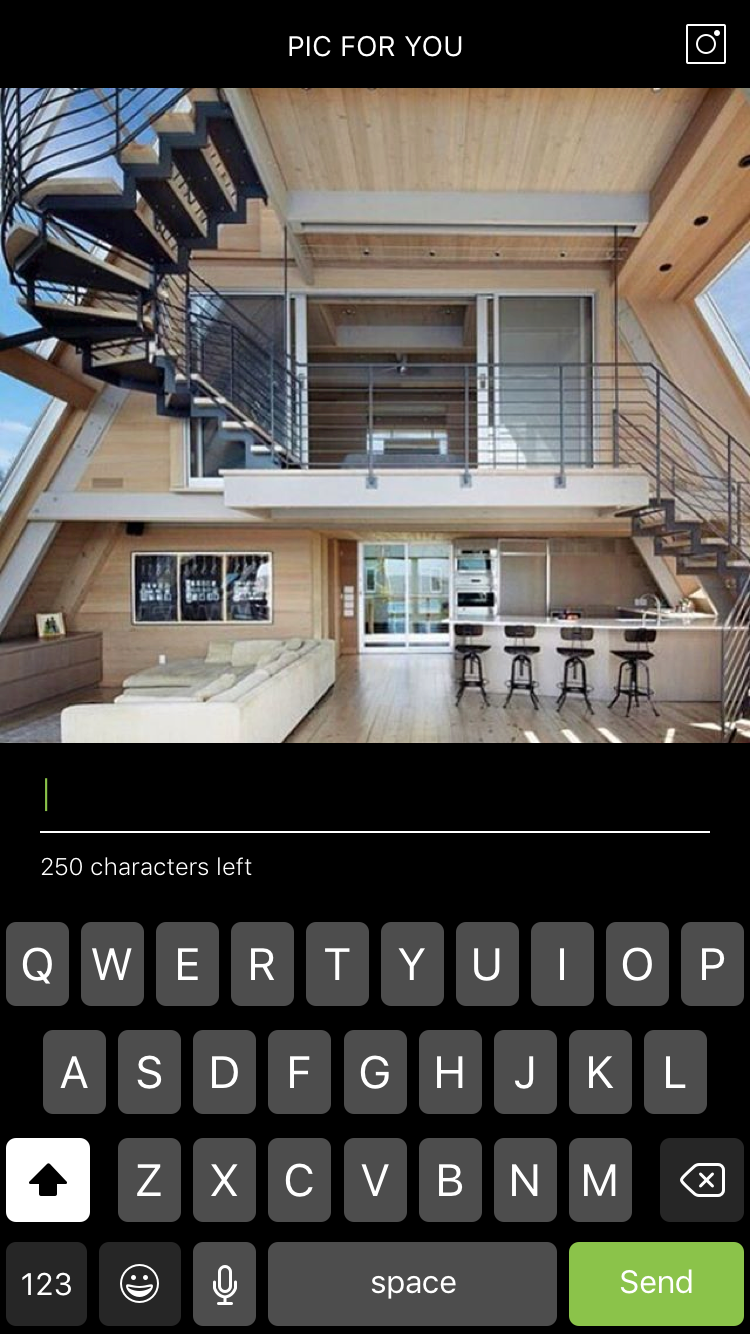 PIC FOR YOU
250 characters left
Q W E R T Y U I O P
A S D F G H J K L
Z X C V B N M
123 space Send